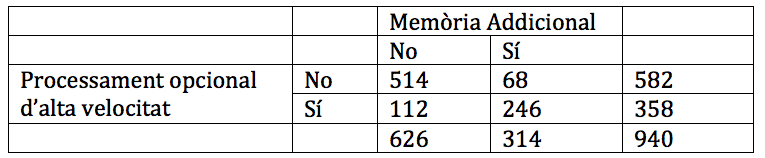 Memòria Addicional
No Sí
Processament opcional No 514 68 582
d'alta velocitat Sí 112 246 358
626 314 940